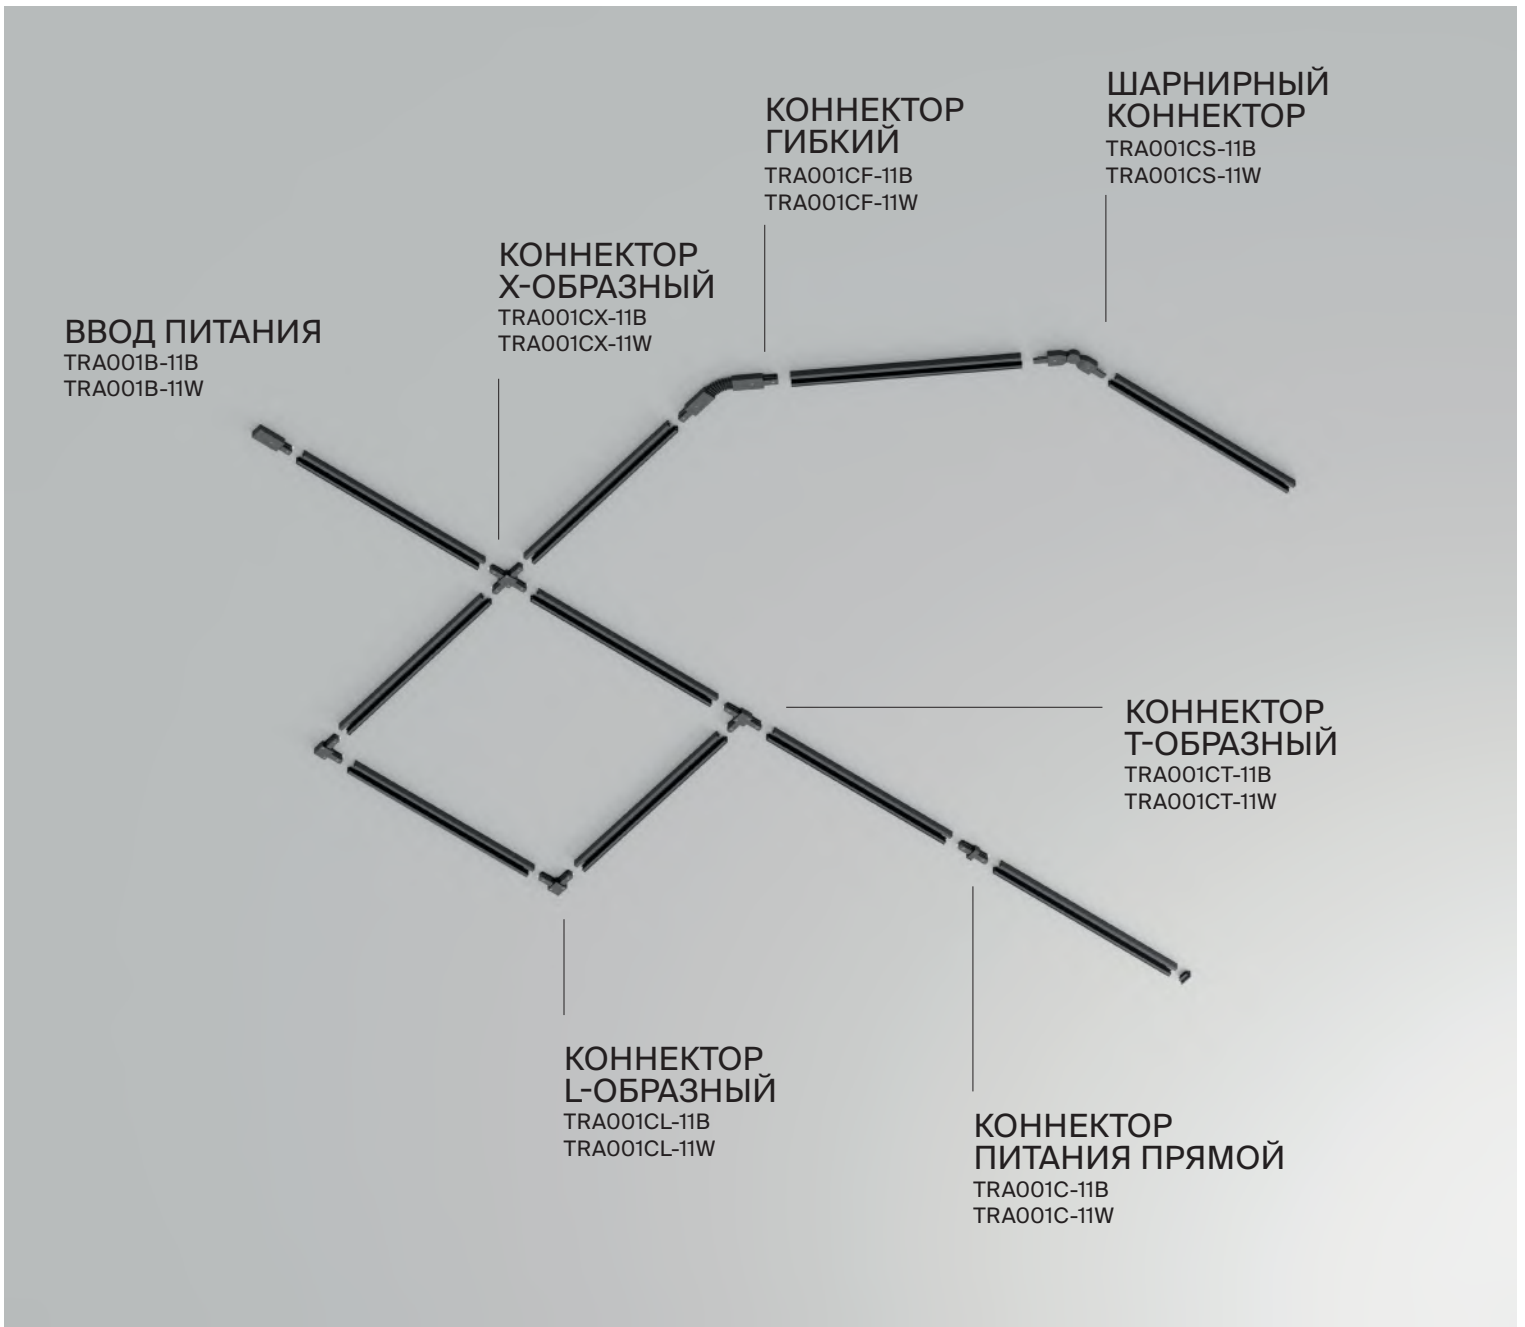 ШАРНИРНЫЙ
КОННЕКТОР
TRA001CS-11B
TRA001CS-11W
КОННЕКТОР
ГИБКИЙ
TRA001CF-11B
TRA001CF-11W
КОННЕКТОР
X-ОБРАЗНЫЙ
TRA001CX-11B
TRA001CX-11W
ВВОД ПИТАНИЯ
TRA001B-11B
TRA001B-11W
КОННЕКТОР
T-ОБРАЗНЫЙ
TRA001CT-11B
TRA001CT-11W
КОННЕКТОР
L-ОБРАЗНЫЙ
TRA001CL-11B
TRA001CL-11W
КОННЕКТОР
ПИТАНИЯ ПРЯМОЙ
TRA001C-11B
TRA001C-11W